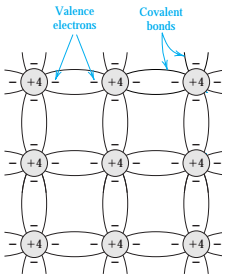 Valence
electrons
Covalent
bonds
+4 +4 +4
+4 +4 +4
+4 +4 +4